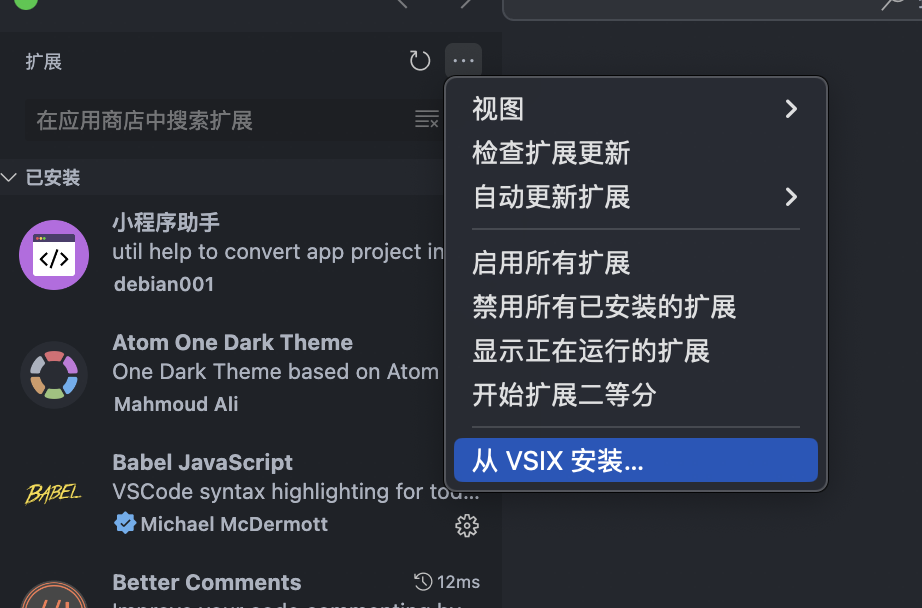 扩展
在应用商店中搜索扩展
已安装
小程序助手
util help to convert app project in
debian001
Atom One Dark Theme
One Dark Theme based on Atom
Mahmoud Ali
BABEL
Babel JavaScript
VSCode syntax highlighting for tod...
Michael McDermott
Better Comments
12ms
视图
检查扩展更新
自动更新扩展
启用所有扩展
禁用所有已安装的扩展
显示正在运行的扩展
开始扩展二等分
从 VSIX 安装...